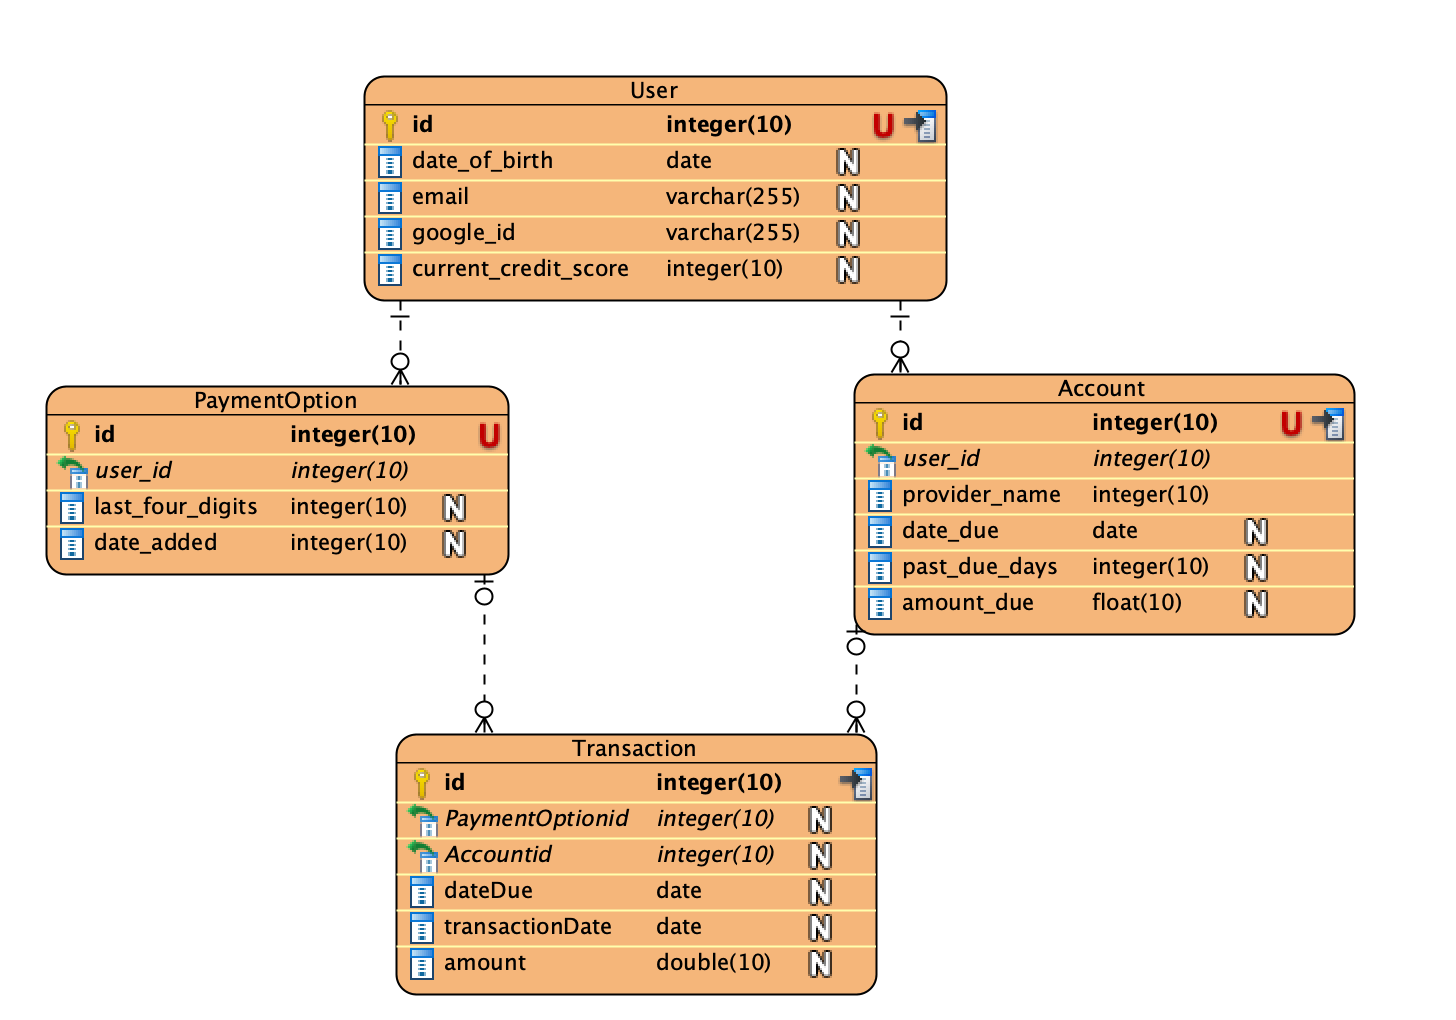 User
id integer(10) U
date_of_birth date N
email varchar(255) N
google_id varchar(255) N
current_credit_score integer(10) N
PaymentOption
id integer(10) U
user_id integer(10)
last_four_digits integer(10) N
date_added integer(10) N
Account
id integer(10) U
user_id integer(10)
provider_name integer(10)
date_due date N
past_due_days integer(10) N
amount_due float(10) N
Transaction
id integer(10)
PaymentOptionid integer(10) N
Accountid integer(10) N
dateDue date N
transactionDate date N
amount double(10) N